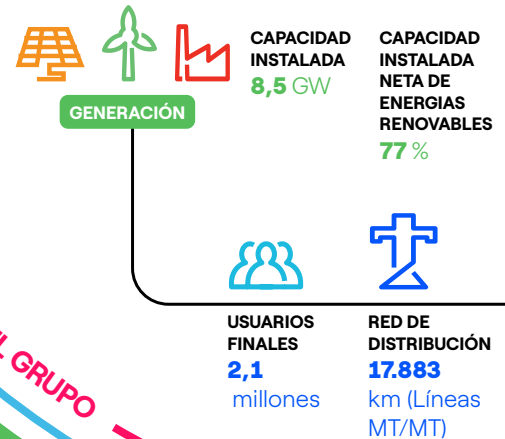 CAPACIDAD
INSTALADA
8,5 GW
CAPACIDAD
INSTALADA
NETA DE
ENERGIAS
RENOVABLES
77 %
GENERACIÓN
USUARIOS
FINALES
2,1
millones
RED DE
DISTRIBUCIÓN
17.883
km (Líneas
MT/MT)
GRUPO